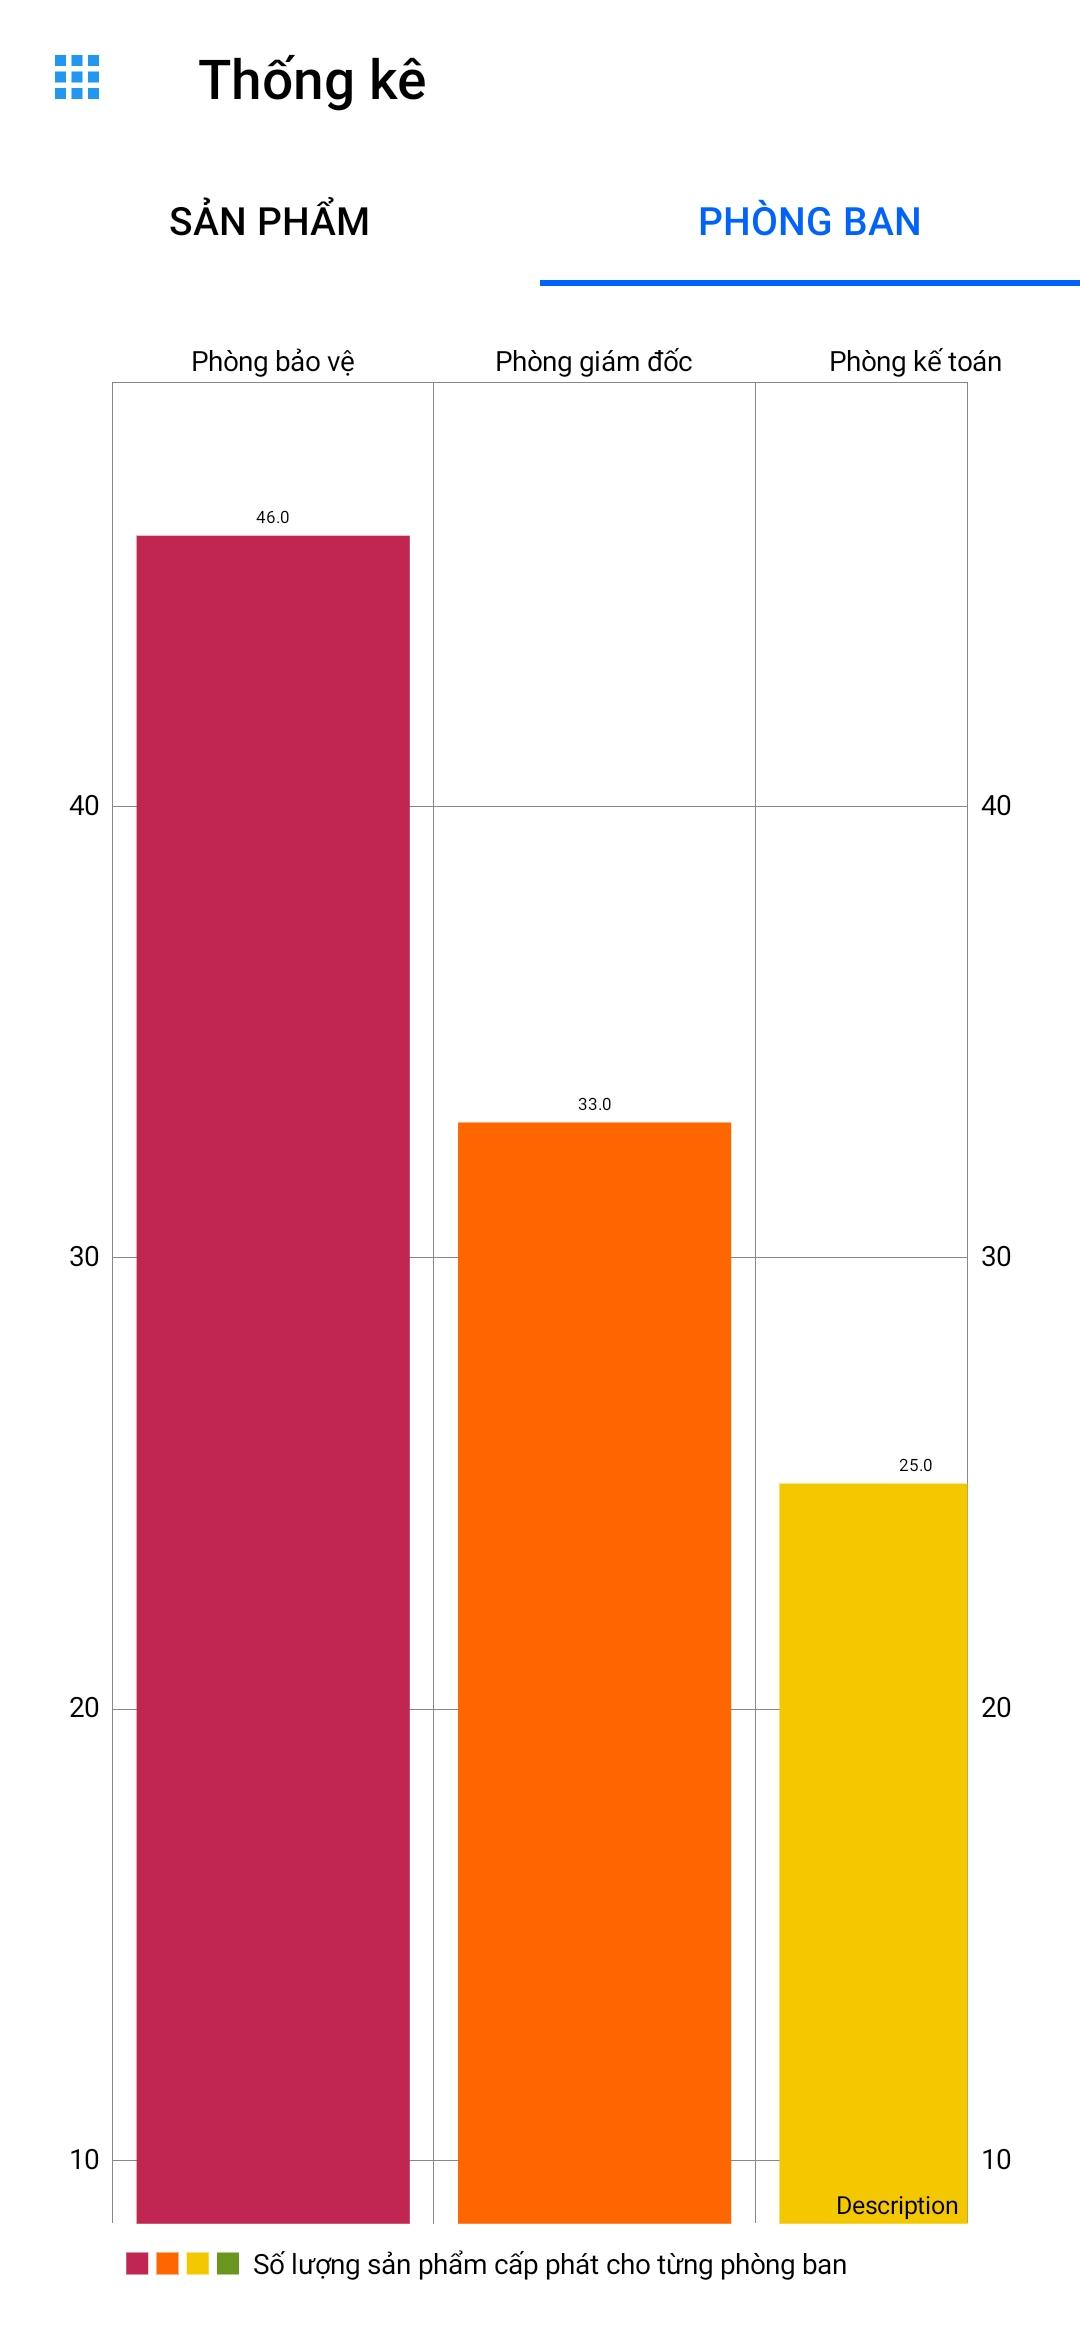 Thống kê
SẢN PHẨM PHÒNG BAN
Phòng bảo vệ Phòng giám đốc Phòng kế toán
46.0
40 40
33.0
30 30
25.0
20 20
10 10
Description
Số lượng sản phẩm cấp phát cho từng phòng ban